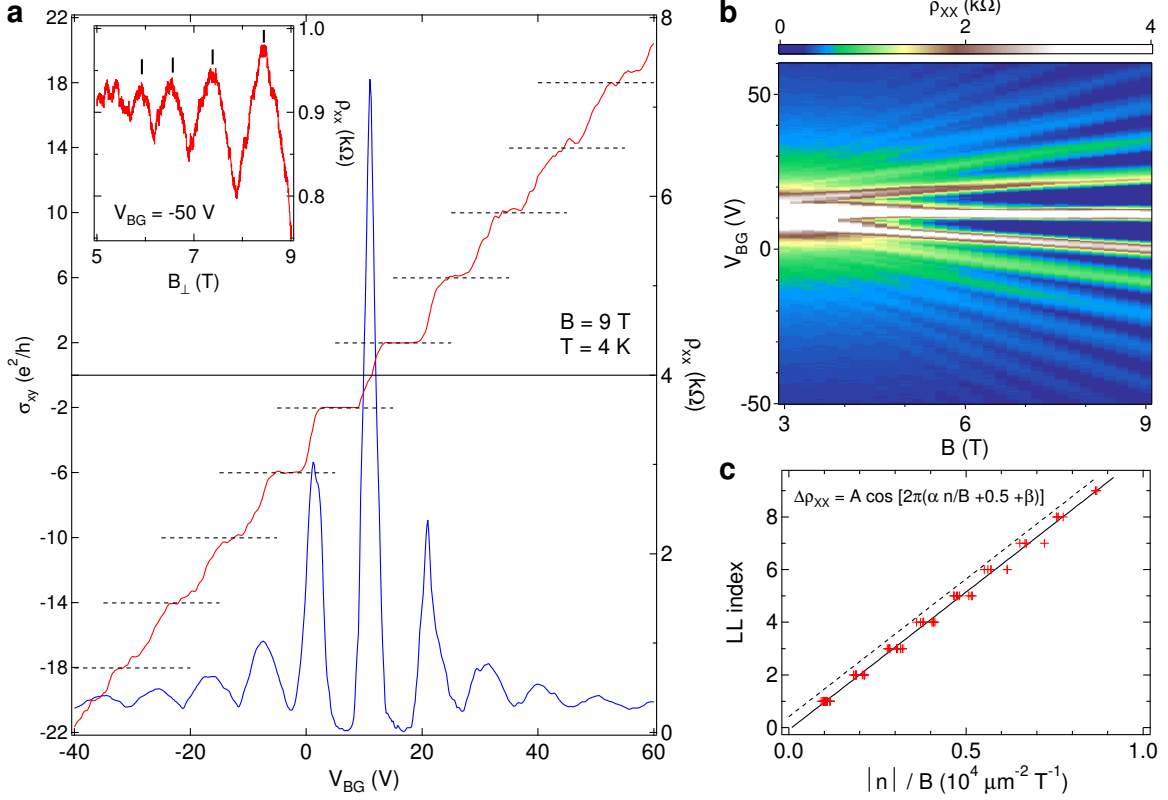 a
22
18
14
10
6
2
-2
-6
-10
-14
-18
-22
σxy (e²/h)
-40
-20
0
20
40
60
VBG (V)
8
6
4
2
0
ρxx (kΩ)
B = 9 T
T = 4 K
1.0
0.9
0.8
ρxx (kΩ)
VBG = -50 V
5
7
9
B⊥ (T)
b
ρXX (kΩ)
0
2
4
50
0
-50
VBG (V)
3
6
9
B (T)
c
ΔρXX = A cos [2π(α n/B +0.5 +β)]
8
6
4
2
0
LL index
0.0
0.5
1.0
|n| / B (10⁴ μm⁻² T⁻¹)